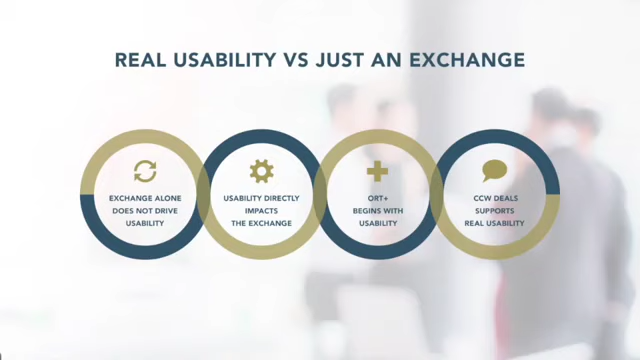 REAL USABILITY VS JUST AN EXCHANGE
EXCHANGE ALONE
DOES NOT DRIVE
USABILITY
USABILITY DIRECTLY
IMPACTS
THE EXCHANGE
ORT+
BEGINS WITH
USABILITY
CCW DEALS
SUPPORTS
REAL USABILITY